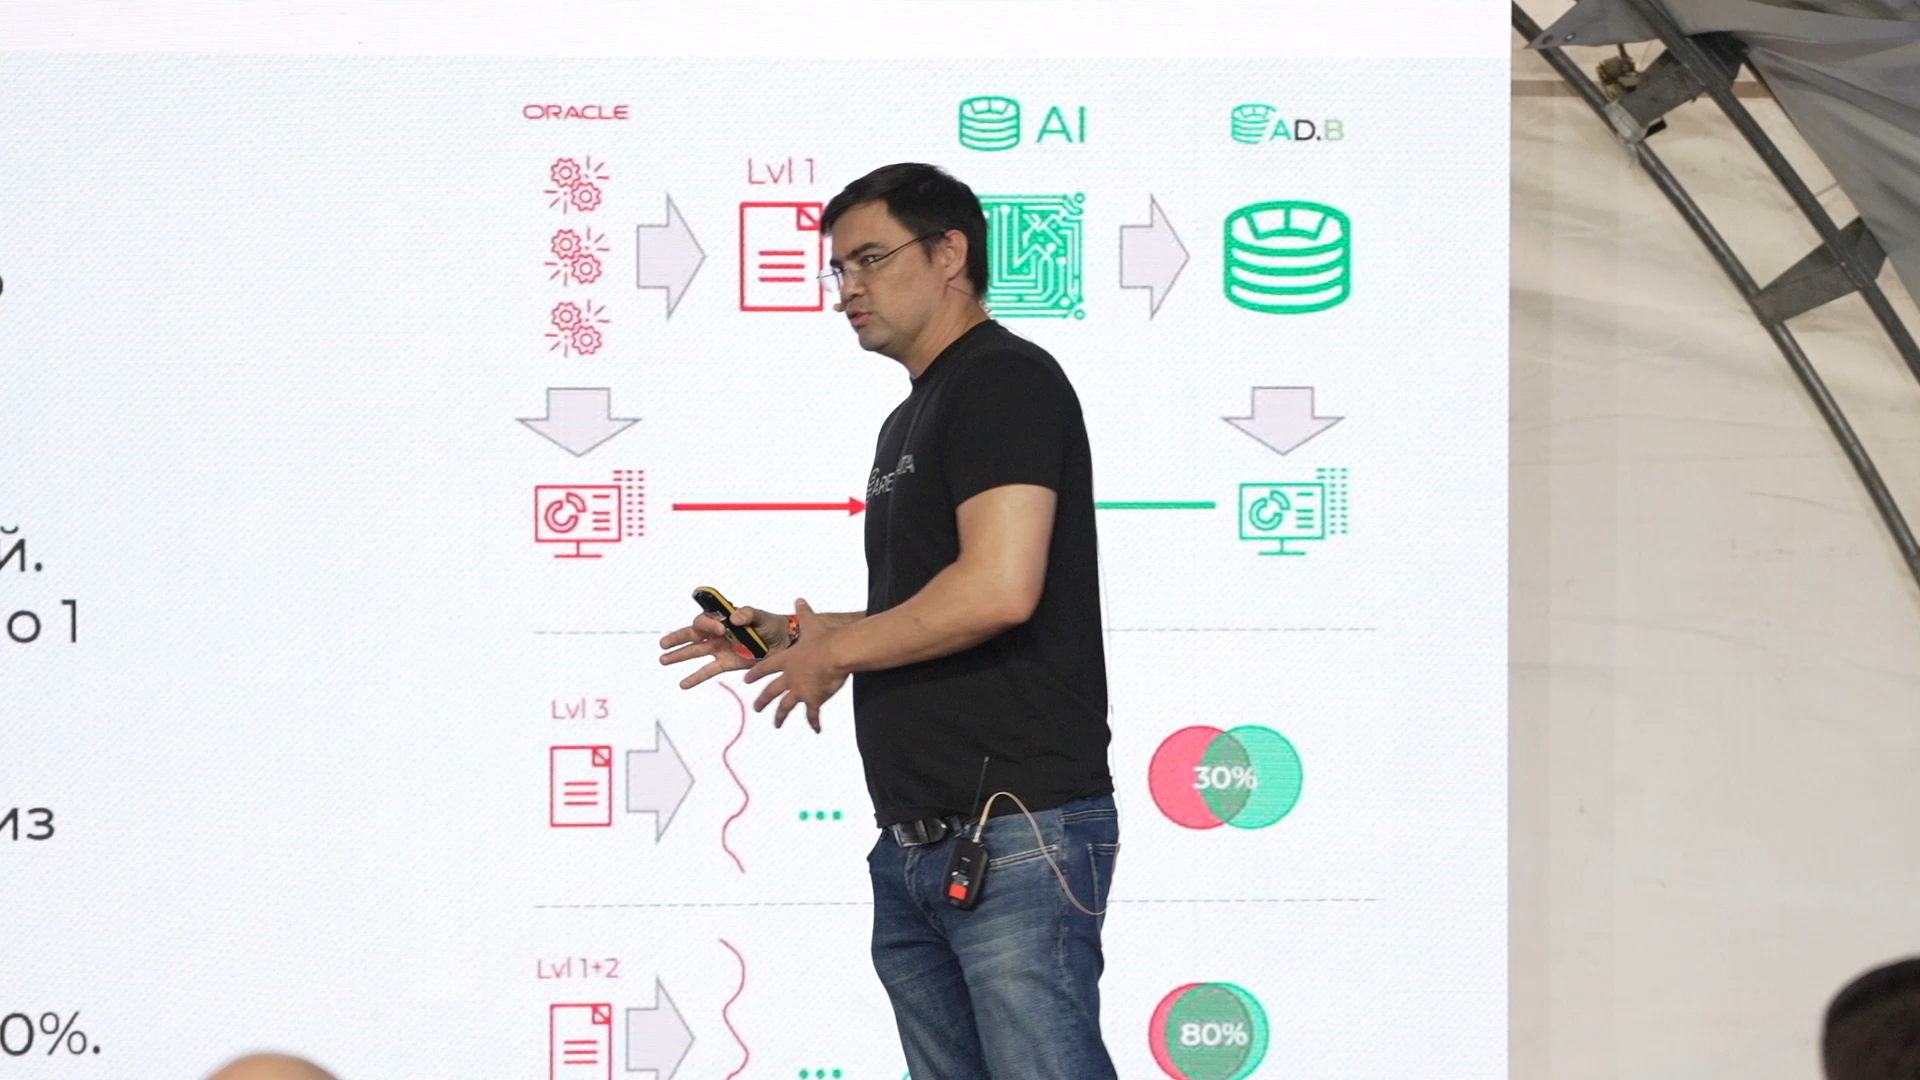 ORACLE
AI
AD.B
Lvl 1
й.
о 1
Lvl 3
30%
из
Lvl 1+2
80%
0%.